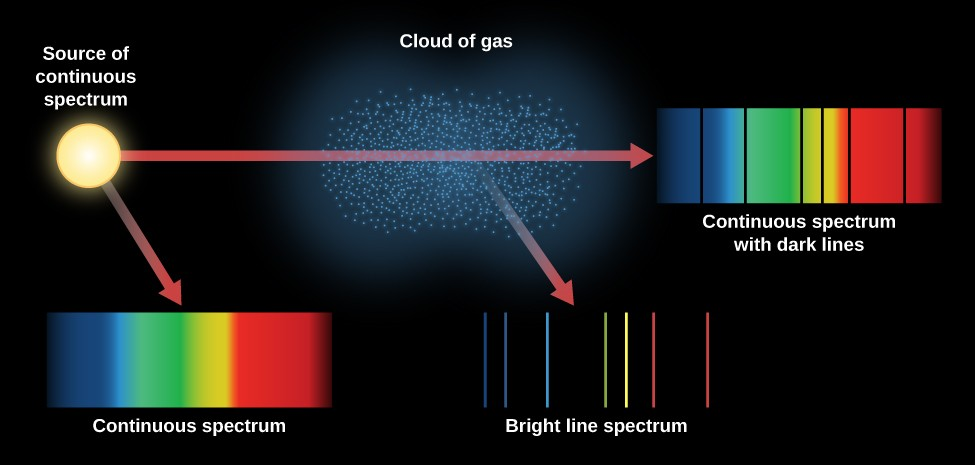 Source of
continuous
spectrum
Cloud of gas
Continuous spectrum
with dark lines
Continuous spectrum
Bright line spectrum